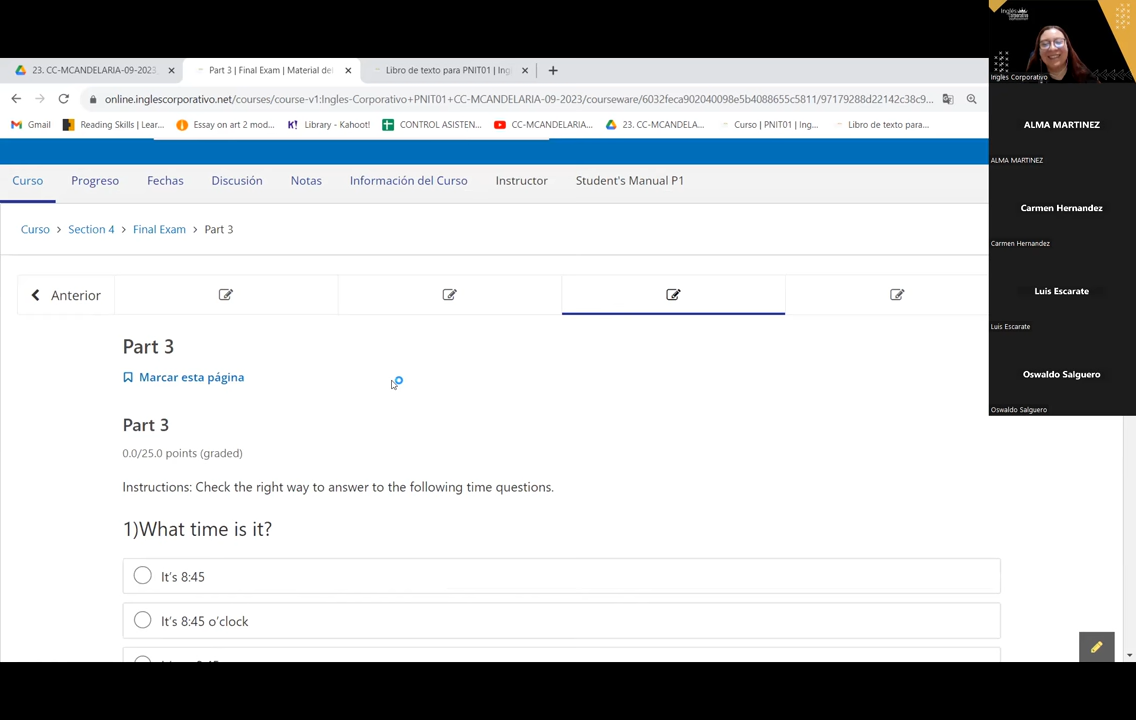 23. CC-MCANDELARIA-09-2023
Part 3 | Final Exam | Material del
Libro de texto para PNIT01 | Ing
online.inglescorporativo.net/courses/course-v1:Ingles-Corporativo+PNIT01+CC-MCANDELARIA-09-2023/courseware/6032feca902040098e5b4088655c5811/97179288d22142c38c9...
Gmail
Reading Skills | Lear...
Essay on art 2 mod...
Library - Kahoot!
CONTROL ASISTEN...
CC-MCANDELARIA...
23. CC-MCANDELA...
Curso | PNIT01 | Ing...
Libro de texto para...
Curso
Progreso
Fechas
Discusión
Notas
Información del Curso
Instructor
Student's Manual P1
Curso > Section 4 > Final Exam > Part 3
Anterior
Part 3
Marcar esta página
Part 3
0.0/25.0 points (graded)
Instructions: Check the right way to answer to the following time questions.
1)What time is it?
It's 8:45
It's 8:45 o'clock
Inglés
Corporativo
Ingles Corporativo
ALMA MARTINEZ
ALMA MARTINEZ
Carmen Hernandez
Carmen Hernandez
Luis Escarate
Luis Escarate
Oswaldo Salguero
Oswaldo Salguero